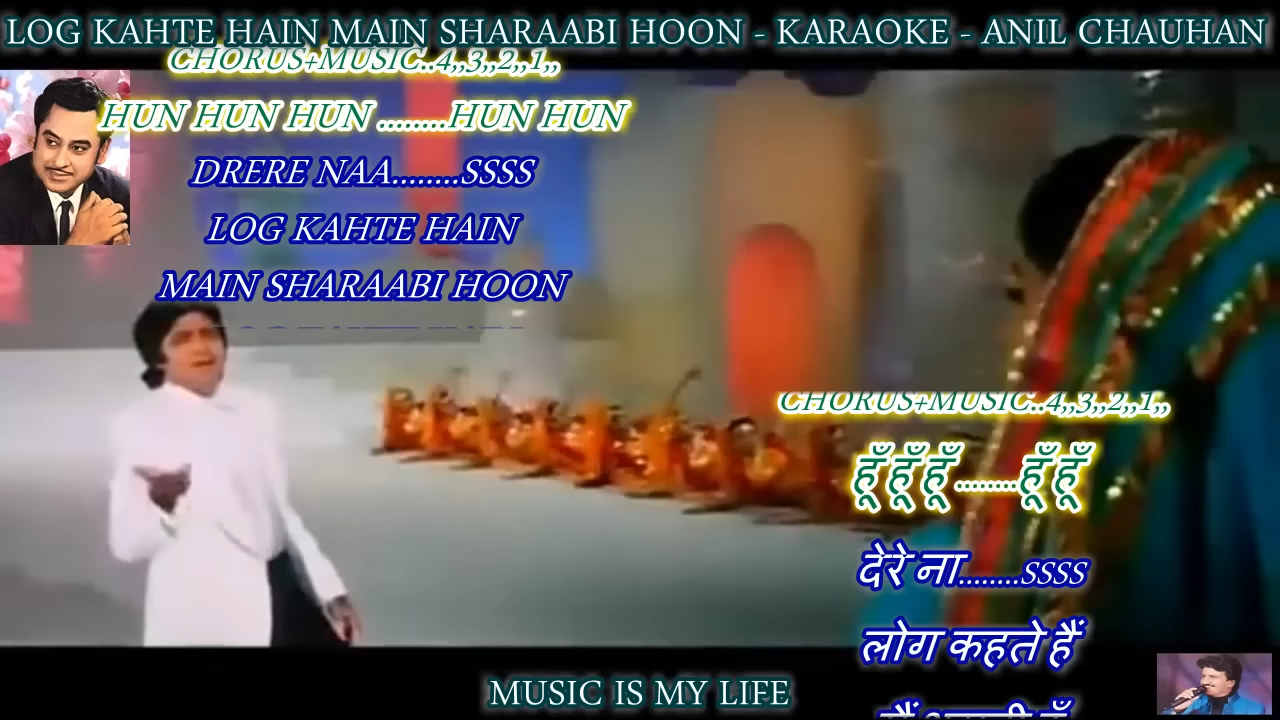 LOG KAHTE HAIN MAIN SHARAABI HOON - KARAOKE - ANIL CHAUHAN
CHORUS+MUSIC..4,,3,,2,,1,,
HUN HUN HUN ........HUN HUN
DRERE NAA........SSSS
LOG KAHTE HAIN
MAIN SHARAABI HOON
CHORUS+MUSIC..4,,3,,2,,1,,
हूँ हूँ हूँ ........हूँ हूँ
देरे ना........SSSS
लोग कहते हैं
MUSIC IS MY LIFE